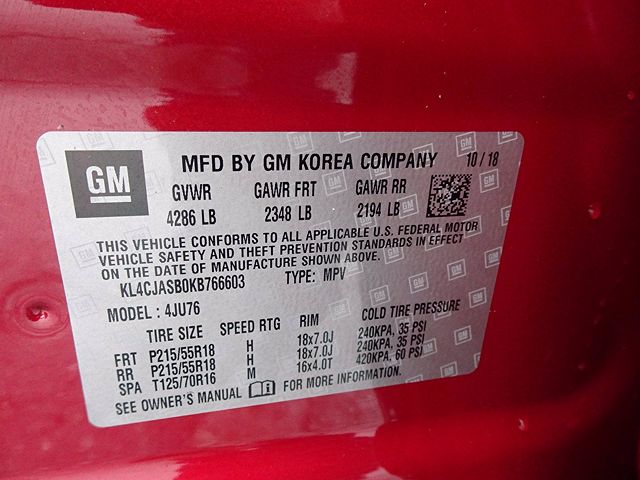 GM MFD BY GM KOREA COMPANY 10 / 18
GVWR GAWR FRT GAWR RR
4286 LB 2348 LB 2194 LB
THIS VEHICLE CONFORMS TO ALL APPLICABLE U.S. FEDERAL MOTOR
VEHICLE SAFETY AND THEFT PREVENTION STANDARDS IN EFFECT
ON THE DATE OF MANUFACTURE SHOWN ABOVE.
KL4CJASB0KB766603 TYPE: MPV
MODEL : 4JU76
TIRE SIZE SPEED RTG RIM COLD TIRE PRESSURE
FRT P215/55R18 H 18x7.0J 240KPA, 35 PSI
RR P215/55R18 H 18x7.0J 240KPA, 35 PSI
SPA T125/70R16 M 16x4.0T 420KPA, 60 PSI
SEE OWNER'S MANUAL FOR MORE INFORMATION.